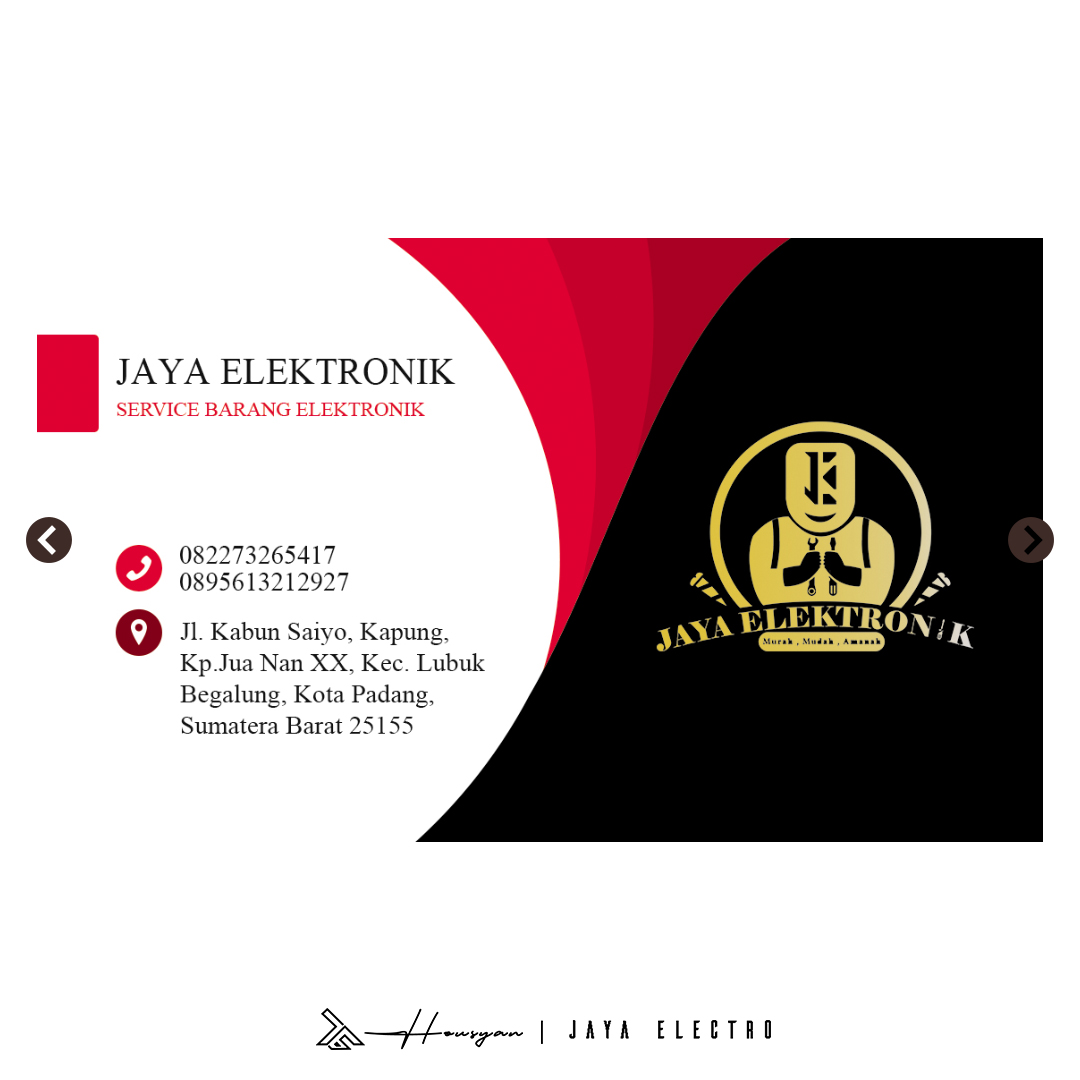 JAYA ELEKTRONIK
SERVICE BARANG ELEKTRONIK
082273265417
0895613212927
Jl. Kabun Saiyo, Kapung,
Kp.Jua Nan XX, Kec. Lubuk
Begalung, Kota Padang,
Sumatera Barat 25155
JK
JAYA ELEKTRONIK
Murah , Mudah , Amanah
Housyan | JAYA ELECTRO